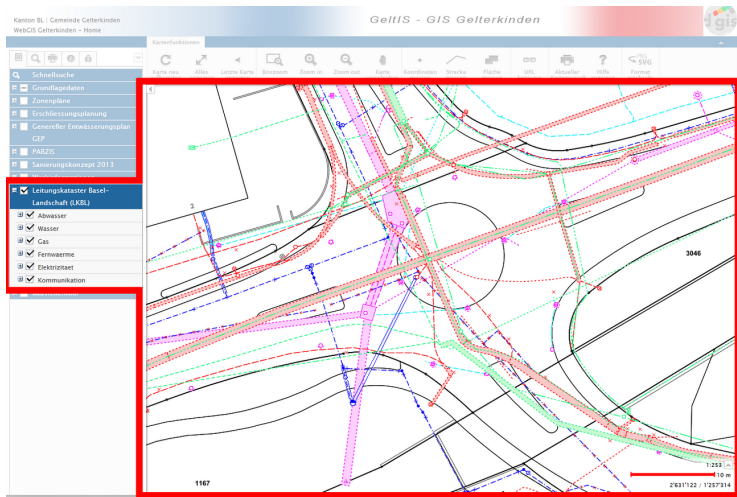 Kanton BL | Gemeinde Gelterkinden
WebGIS Gelterkinden – Home
GeltIS - GIS Gelterkinden
d gis
Kartenfunktionen
Karte neu
Alles
Letzte Karte
Boxzoom
Zoom in
Zoom out
Karte
Koordinaten
Strecke
Fläche
URL
Aktueller
Hilfe
PNG
SVG
Format
Schnellsuche
Grundlagedaten
Zonenpläne
Erschliessungsplanung
Genereller Entwässerungsplan
GEP
PARZIS
Sanierungskonzept 2013
Leitungskataster Basel-
Landschaft (LKBL)
Abwasser
Wasser
Gas
Fernwaerme
Elektrizitaet
Kommunikation
3
3046
1167
1:253
10 m
2'631'122 / 1'257'314